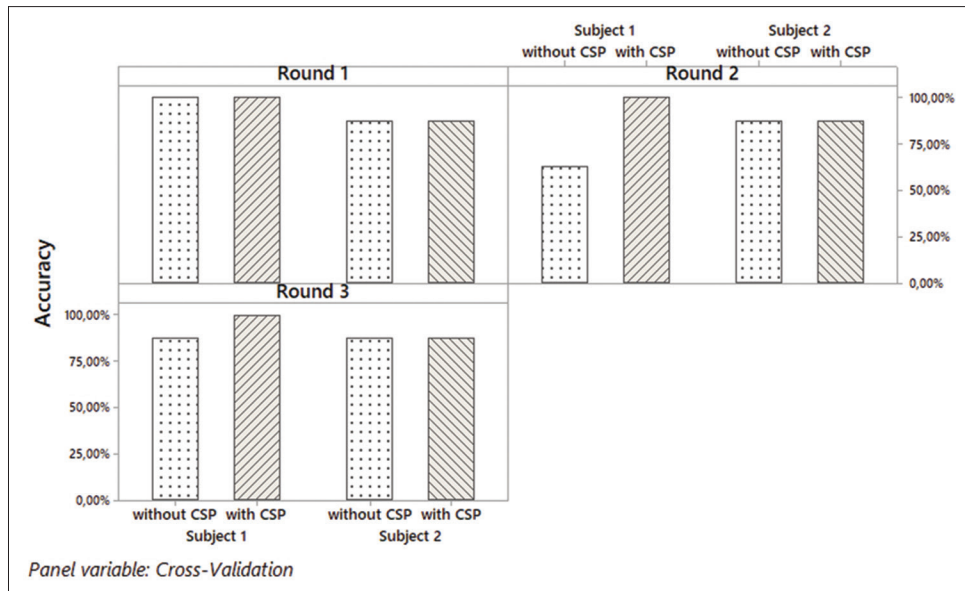 Subject 1 Subject 2
without CSP with CSP without CSP with CSP
Round 1 Round 2
100,00%
75,00%
50,00%
25,00%
0,00%
Accuracy
Round 3
100,00%
75,00%
50,00%
25,00%
0,00%
without CSP with CSP without CSP with CSP
Subject 1 Subject 2
Panel variable: Cross-Validation